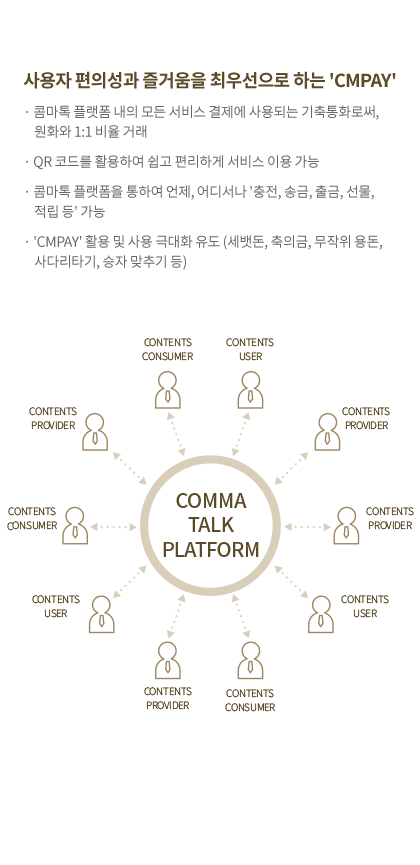 사용자 편의성과 즐거움을 최우선으로 하는 'CMPAY'
· 콤마톡 플랫폼 내의 모든 서비스 결제에 사용되는 기축통화로써,
원화와 1:1 비율 거래
· QR 코드를 활용하여 쉽고 편리하게 서비스 이용 가능
· 콤마톡 플랫폼을 통하여 언제, 어디서나 '충전, 송금, 출금, 선물,
적립 등' 가능
· 'CMPAY' 활용 및 사용 극대화 유도 (세뱃돈, 축의금, 무작위 용돈,
사다리타기, 승자 맞추기 등)
CONTENTS
CONSUMER
CONTENTS
USER
CONTENTS
PROVIDER
CONTENTS
PROVIDER
CONTENTS
CONSUMER
COMMA
TALK
PLATFORM
CONTENTS
PROVIDER
CONTENTS
USER
CONTENTS
USER
CONTENTS
PROVIDER
CONTENTS
CONSUMER